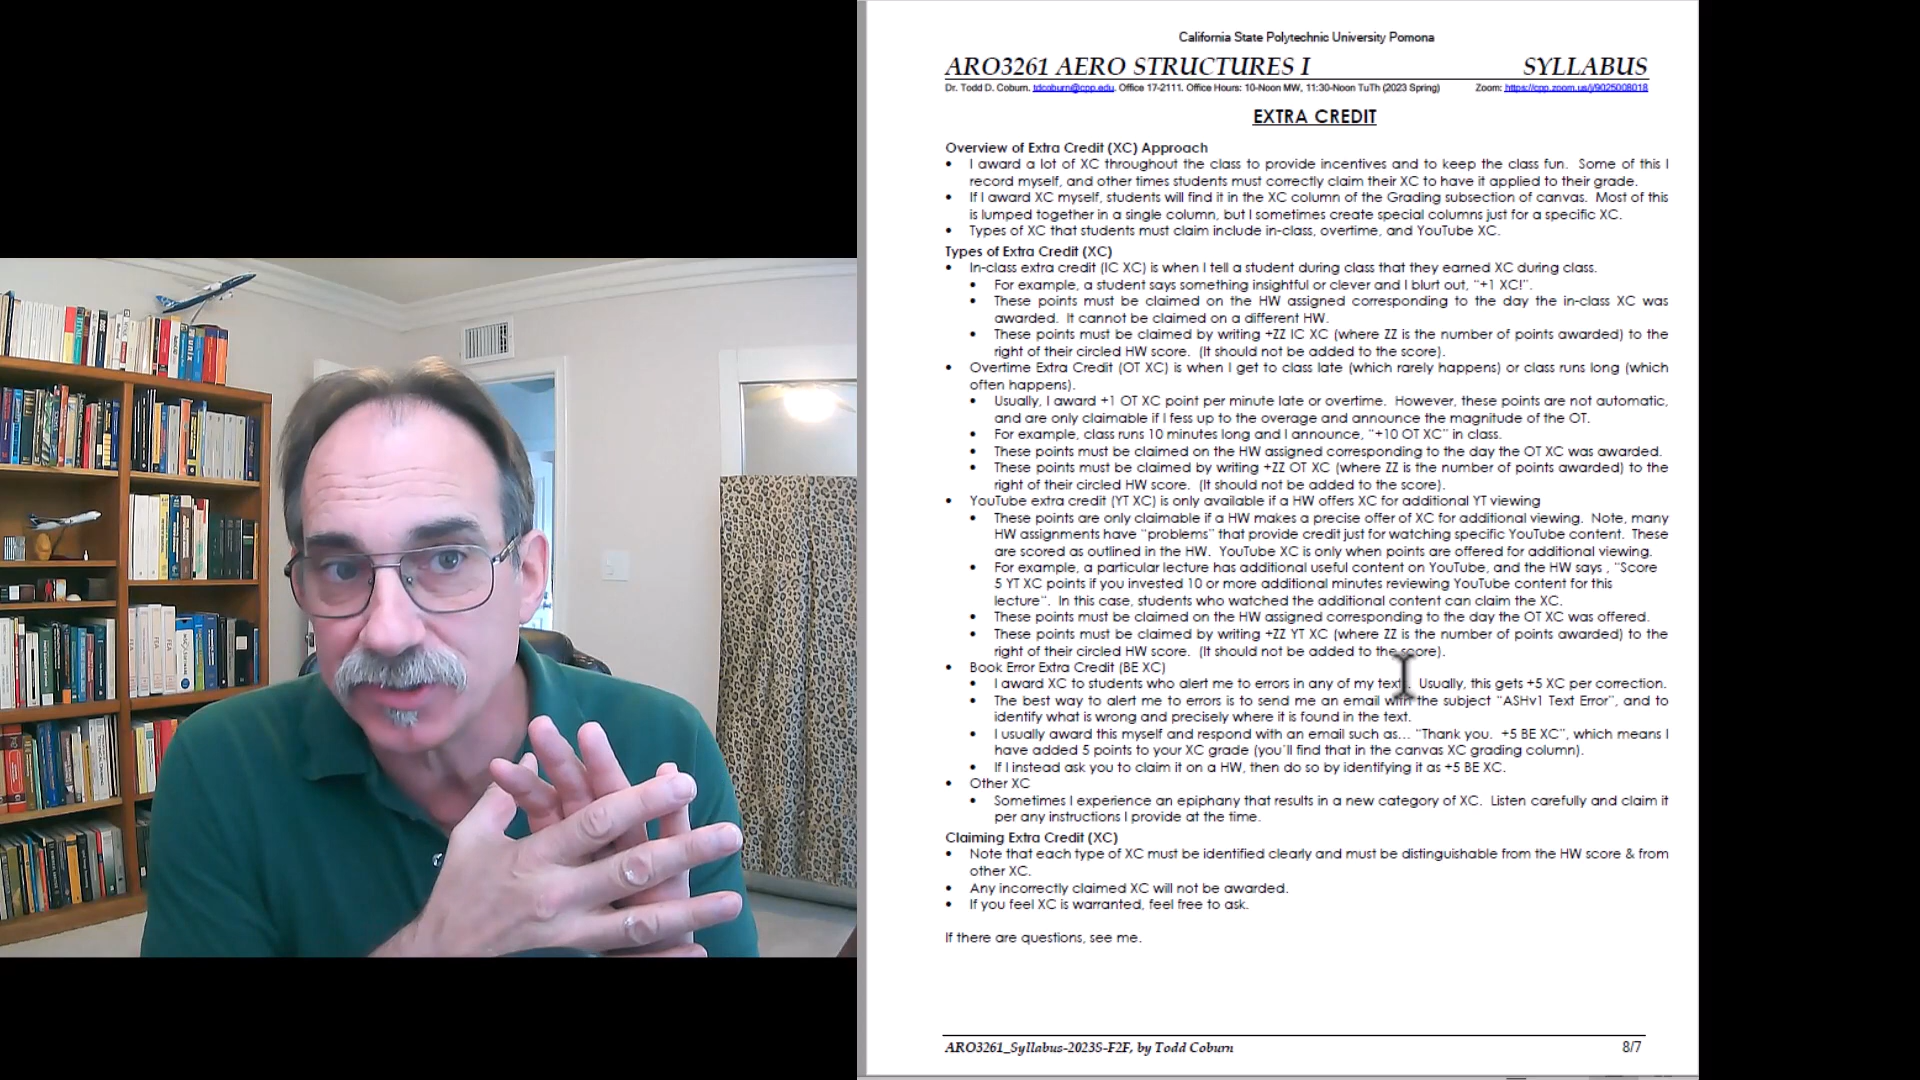 California State Polytechnic University Pomona
ARO3261 AERO STRUCTURES I SYLLABUS
Dr. Todd D. Coburn. tdcoburn@cpp.edu. Office 17-2111. Office Hours: 10-Noon MW, 11:30-Noon TuTh (2023 Spring) Zoom: https://cpp.zoom.us/j/9025008018
EXTRA CREDIT
Overview of Extra Credit (XC) Approach
• I award a lot of XC throughout the class to provide incentives and to keep the class fun. Some of this I
record myself, and other times students must correctly claim their XC to have it applied to their grade.
• If I award XC myself, students will find it in the XC column of the Grading subsection of canvas. Most of this
is lumped together in a single column, but I sometimes create special columns just for a specific XC.
• Types of XC that students must claim include in-class, overtime, and YouTube XC.
Types of Extra Credit (XC)
• In-class extra credit (IC XC) is when I tell a student during class that they earned XC during class.
• For example, a student says something insightful or clever and I blurt out, "+1 XC!".
• These points must be claimed on the HW assigned corresponding to the day the in-class XC was
awarded. It cannot be claimed on a different HW.
• These points must be claimed by writing +ZZ IC XC (where ZZ is the number of points awarded) to the
right of their circled HW score. (It should not be added to the score).
• Overtime Extra Credit (OT XC) is when I get to class late (which rarely happens) or class runs long (which
often happens).
• Usually, I award +1 OT XC point per minute late or overtime. However, these points are not automatic,
and are only claimable if I fess up to the overage and announce the magnitude of the OT.
• For example, class runs 10 minutes long and I announce, "+10 OT XC" in class.
• These points must be claimed on the HW assigned corresponding to the day the OT XC was awarded.
• These points must be claimed by writing +ZZ OT XC (where ZZ is the number of points awarded) to the
right of their circled HW score. (It should not be added to the score).
• YouTube extra credit (YT XC) is only available if a HW offers XC for additional YT viewing
• These points are only claimable if a HW makes a precise offer of XC for additional viewing. Note, many
HW assignments have "problems" that provide credit just for watching specific YouTube content. These
are scored as outlined in the HW. YouTube XC is only when points are offered for additional viewing.
• For example, a particular lecture has additional useful content on YouTube, and the HW says , "Score
5 YT XC points if you invested 10 or more additional minutes reviewing YouTube content for this
lecture". In this case, students who watched the additional content can claim the XC.
• These points must be claimed on the HW assigned corresponding to the day the OT XC was offered.
• These points must be claimed by writing +ZZ YT XC (where ZZ is the number of points awarded) to the
right of their circled HW score. (It should not be added to the score).
• Book Error Extra Credit (BE XC)
• I award XC to students who alert me to errors in any of my text. Usually, this gets +5 XC per correction.
• The best way to alert me to errors is to send me an email with the subject "ASHv1 Text Error", and to
identify what is wrong and precisely where it is found in the text.
• I usually award this myself and respond with an email such as... "Thank you. +5 BE XC", which means I
have added 5 points to your XC grade (you'll find that in the canvas XC grading column).
• If I instead ask you to claim it on a HW, then do so by identifying it as +5 BE XC.
• Other XC
• Sometimes I experience an epiphany that results in a new category of XC. Listen carefully and claim it
per any instructions I provide at the time.
Claiming Extra Credit (XC)
• Note that each type of XC must be identified clearly and must be distinguishable from the HW score & from
other XC.
• Any incorrectly claimed XC will not be awarded.
• If you feel XC is warranted, feel free to ask.
If there are questions, see me.
ARO3261_Syllabus-2023S-F2F, by Todd Coburn 8/7